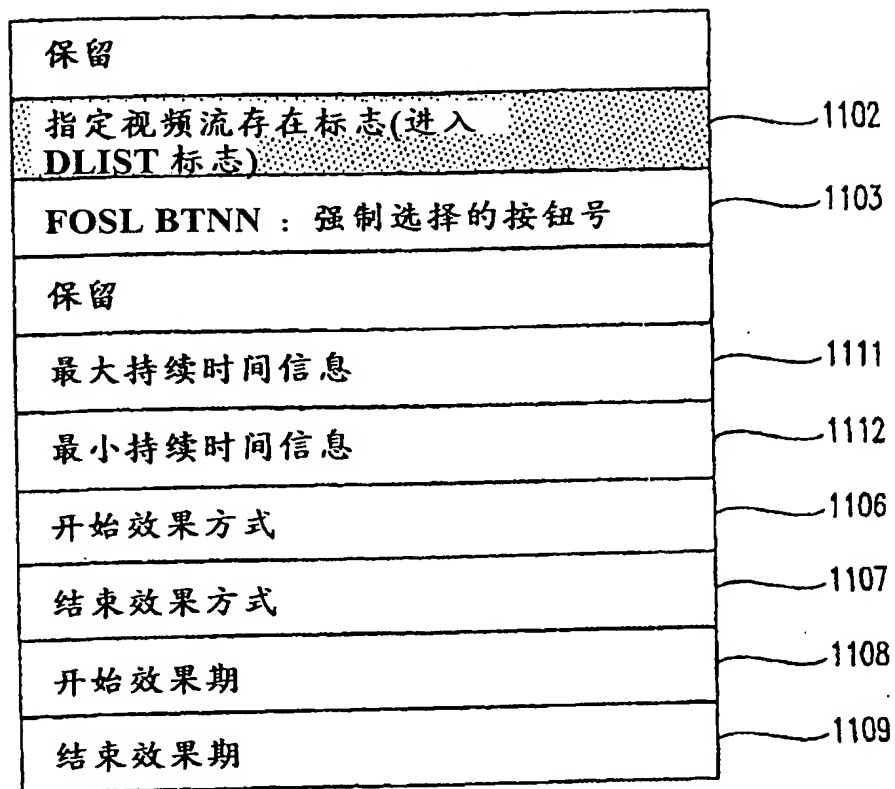 保留
指定视频流存在标志(进入
DLIST 标志)
1102
FOSL BTNN : 强制选择的按钮号
1103
保留
最大持续时间信息
1111
最小持续时间信息
1112
开始效果方式
1106
结束效果方式
1107
开始效果期
1108
结束效果期
1109